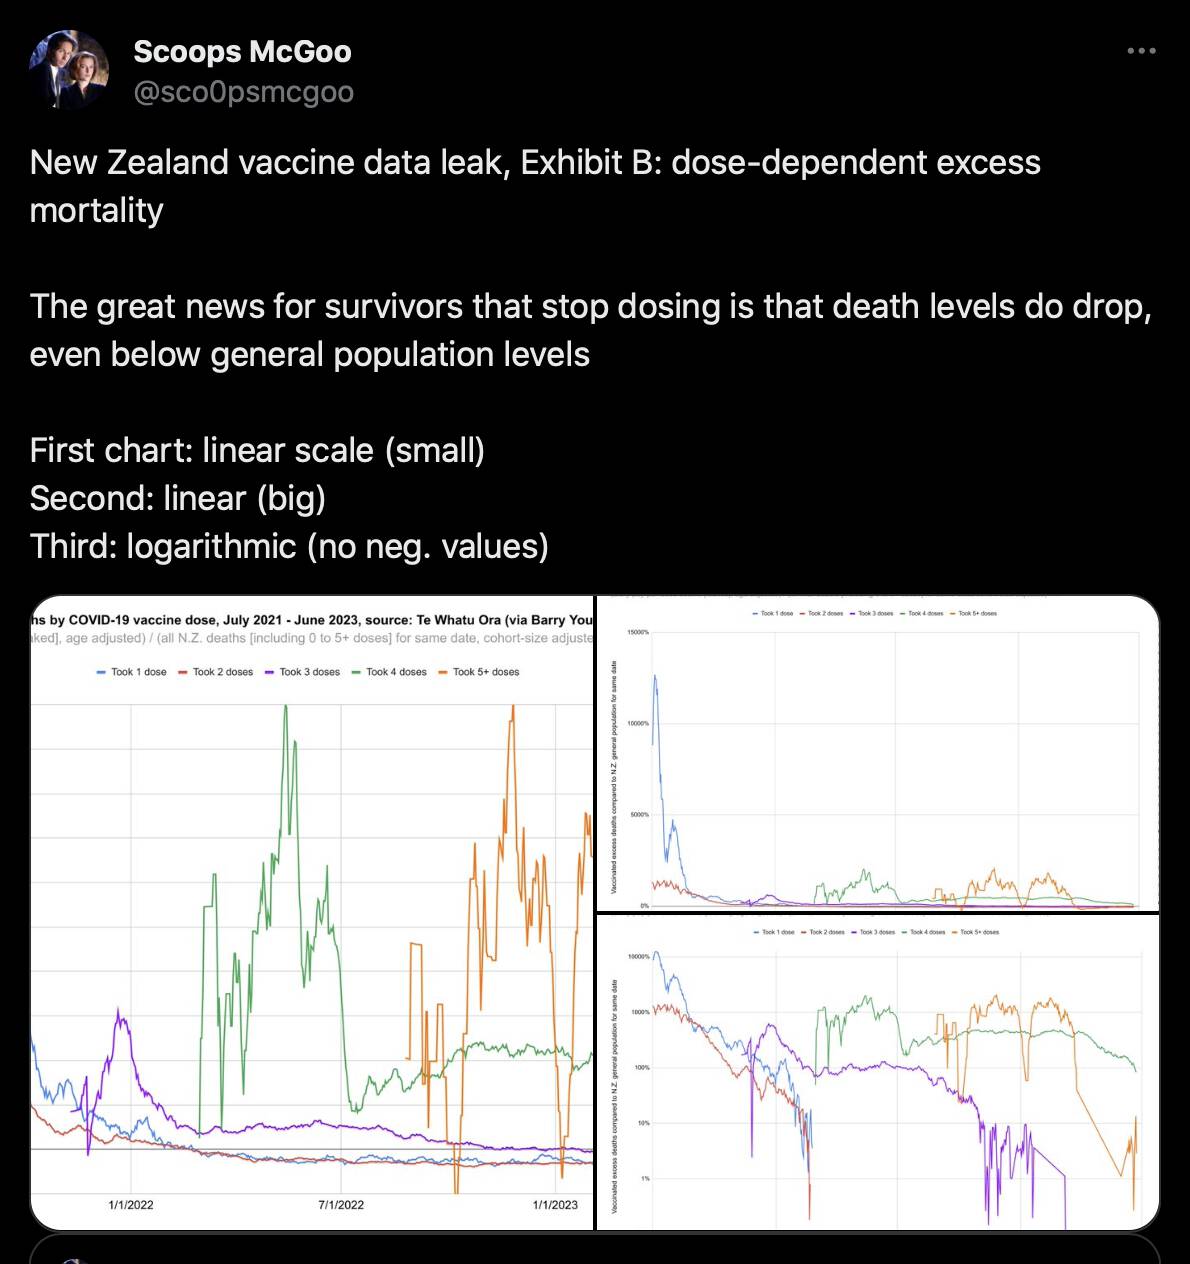 Scoops McGoo
@sco0psmcgoo
New Zealand vaccine data leak, Exhibit B: dose-dependent excess
mortality
The great news for survivors that stop dosing is that death levels do drop,
even below general population levels
First chart: linear scale (small)
Second: linear (big)
Third: logarithmic (no neg. values)
hs by COVID-19 vaccine dose, July 2021 - June 2023, source: Te Whatu Ora (via Barry You
ked], age adjusted) / (all N.Z. deaths [including 0 to 5+ doses] for same date, cohort-size adjuste
Took 1 dose Took 2 doses Took 3 doses Took 4 doses Took 5+ doses
1/1/2022 7/1/2022 1/1/2023
Took 1 dose Took 2 doses Took 3 doses Took 4 doses Took 5+ doses
Vaccinated excess deaths compared to N.Z. general population for same date
15000%
10000%
5000%
0%
Took 1 dose Took 2 doses Took 3 doses Took 4 doses Took 5+ doses
Vaccinated excess deaths compared to N.Z. general population for same date
10000%
1000%
100%
10%
1%